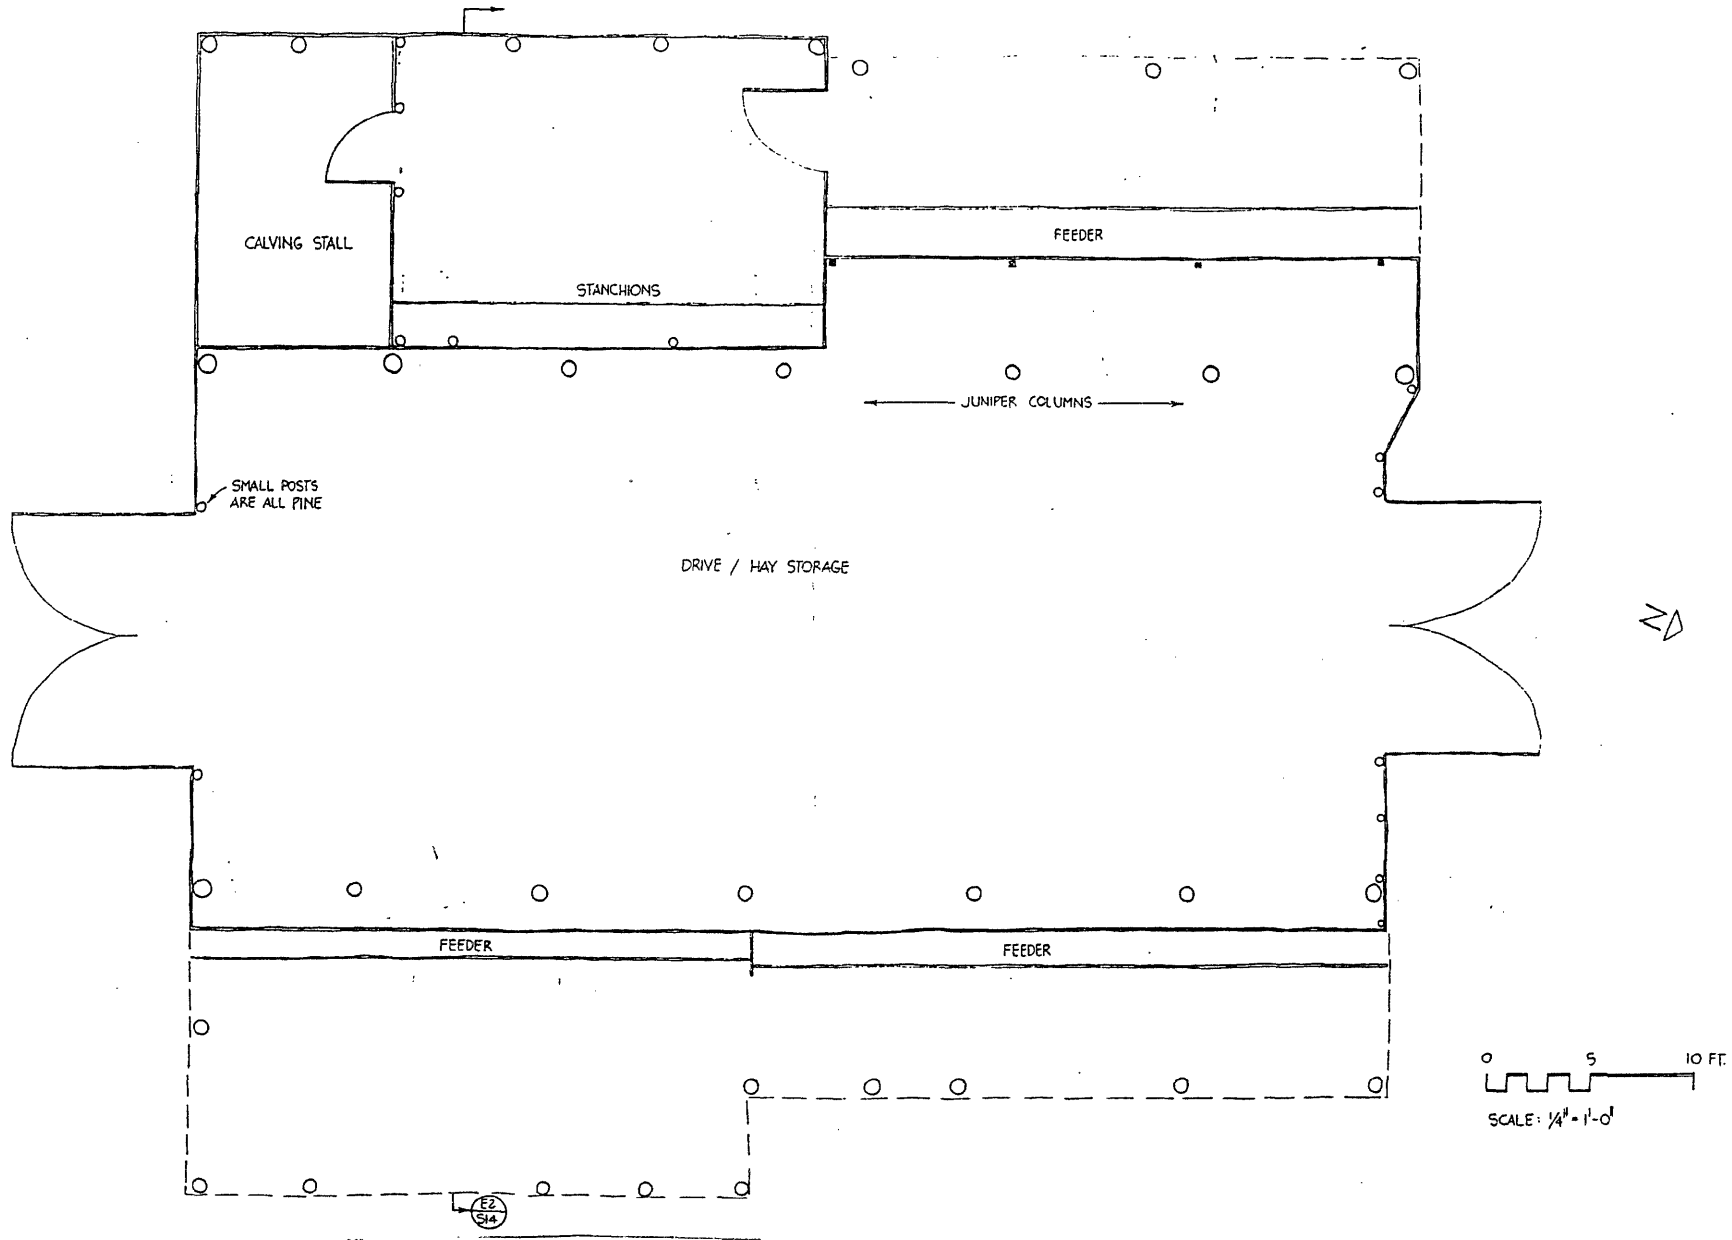 CALVING STALL
FEEDER
STANCHIONS
JUNIPER COLUMNS
SMALL POSTS
ARE ALL PINE
DRIVE / HAY STORAGE
N
FEEDER
FEEDER
0 5 10 FT.
SCALE: 1/4" = 1'-0"
E2
S14